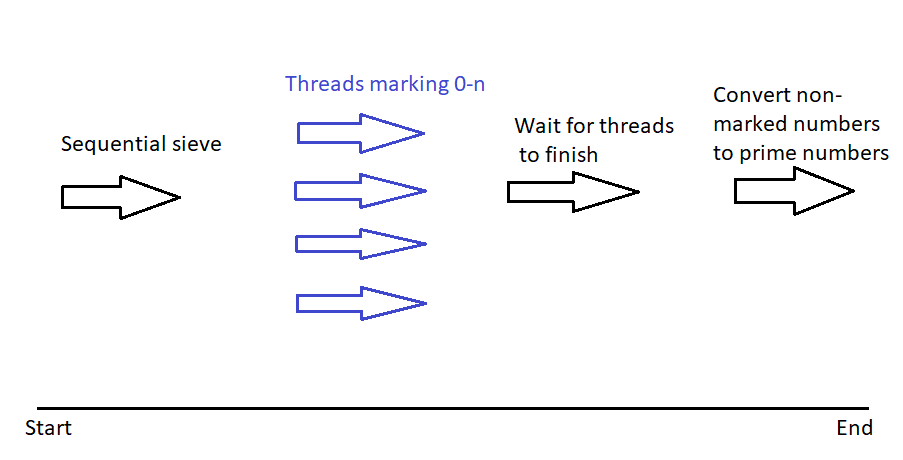 Threads marking 0-n
Sequential sieve
Wait for threads
to finish
Convert non-
marked numbers
to prime numbers
Start
End